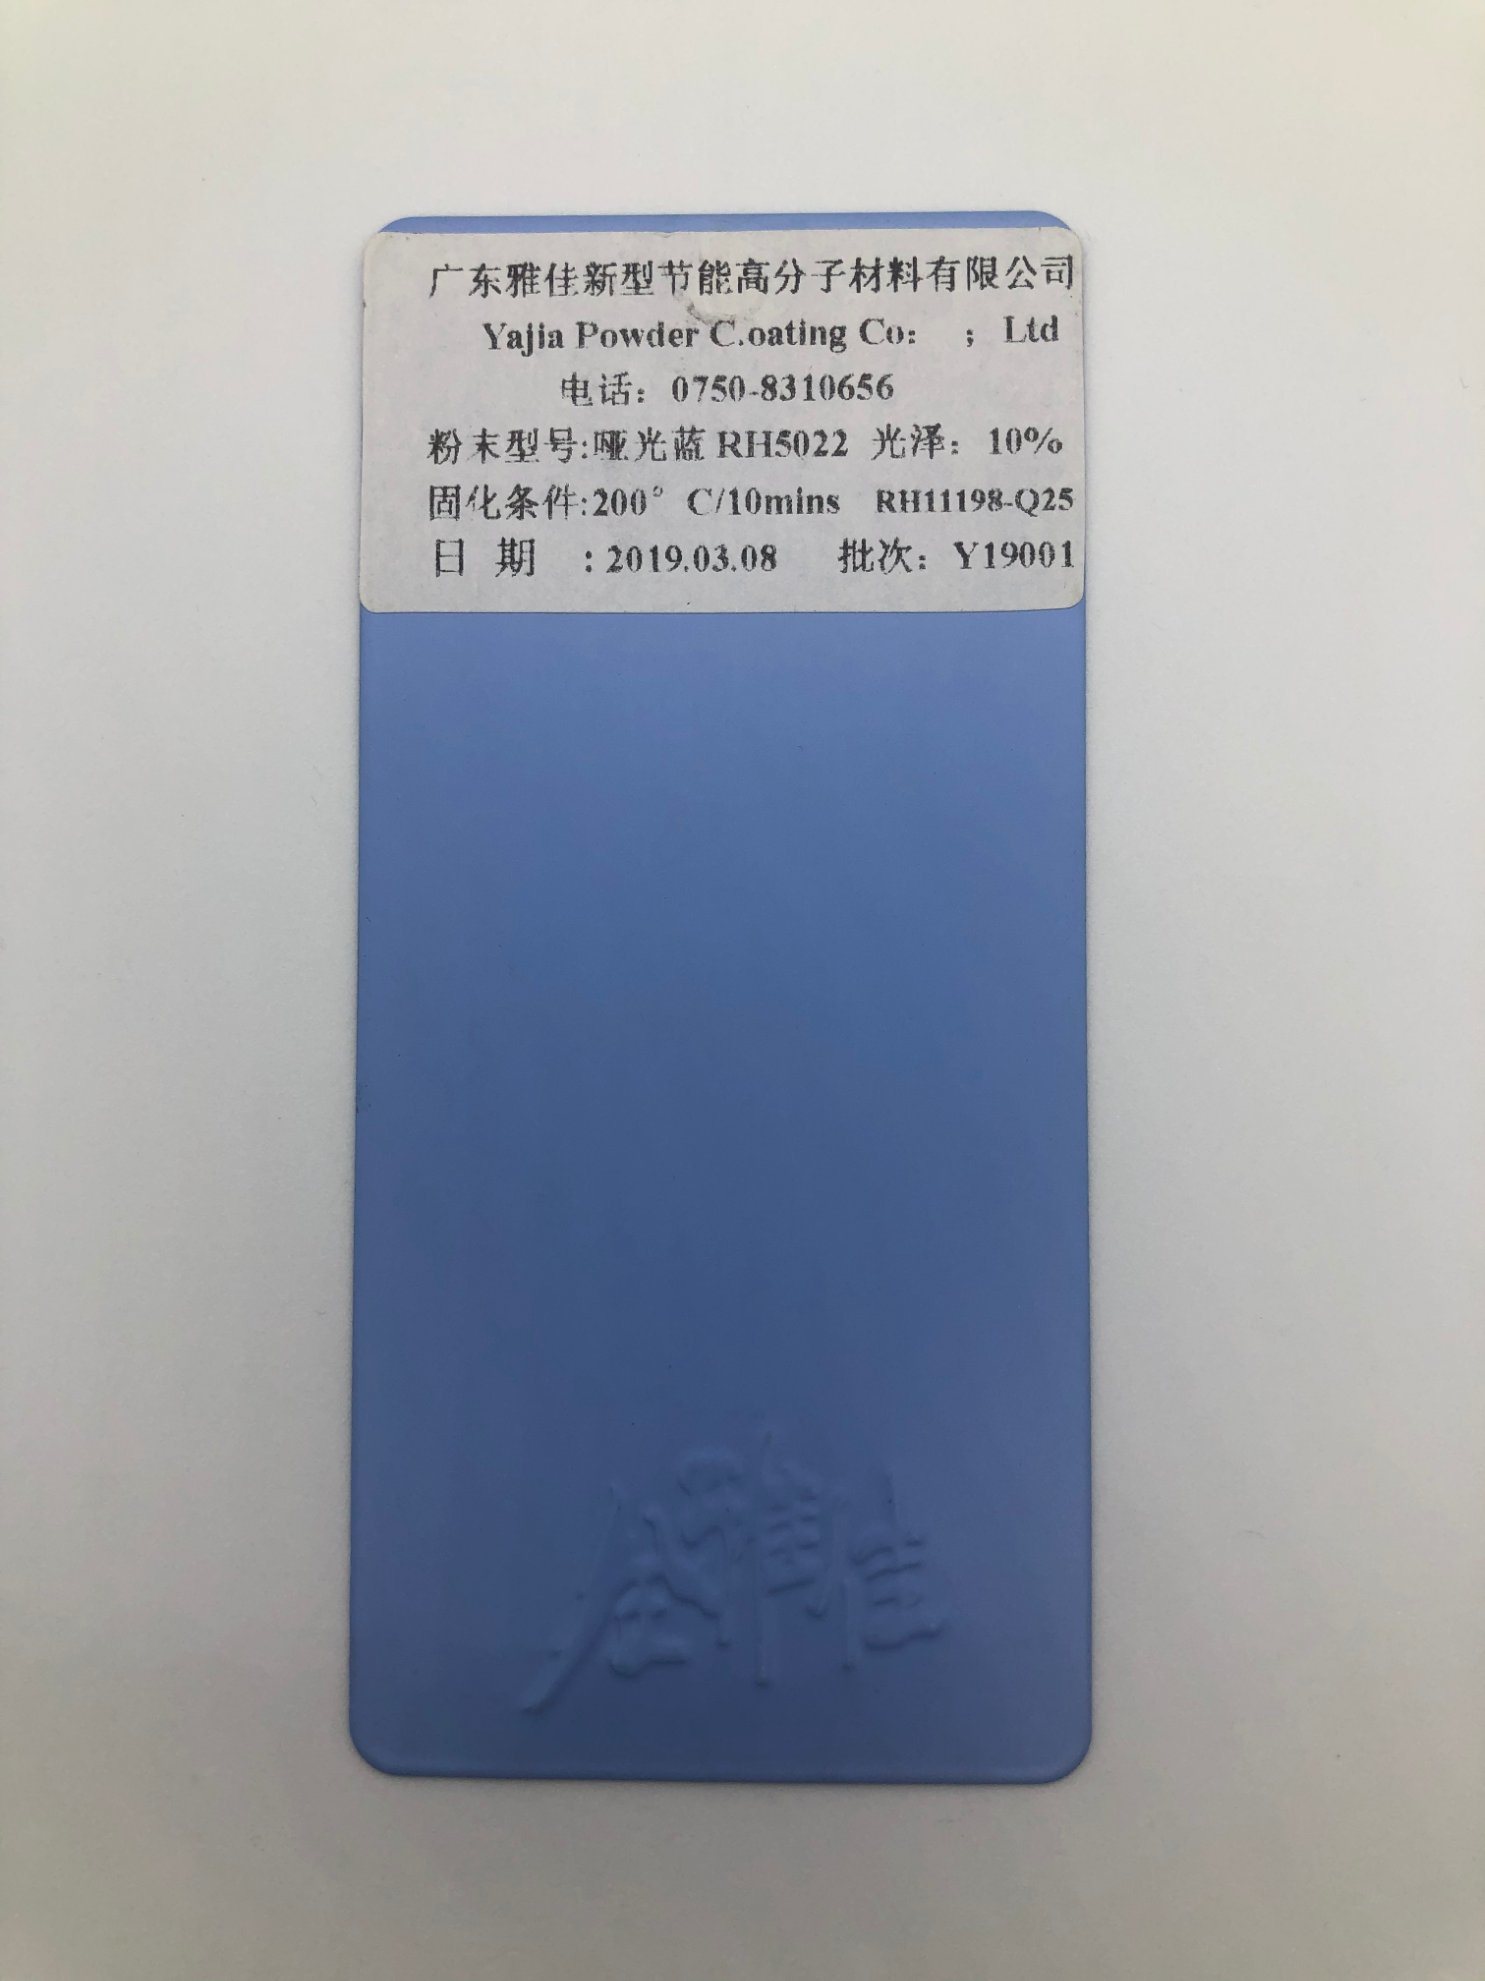 广东雅佳新型节能高分子材料有限公司
Yajia Powder C.oating Co： ； Ltd
电话：0750-8310656
粉末型号:哑光蓝 RH5022 光泽：10%
固化条件:200°C/10mins RH11198-Q25
日 期 :2019.03.08 批次：Y19001
雅佳